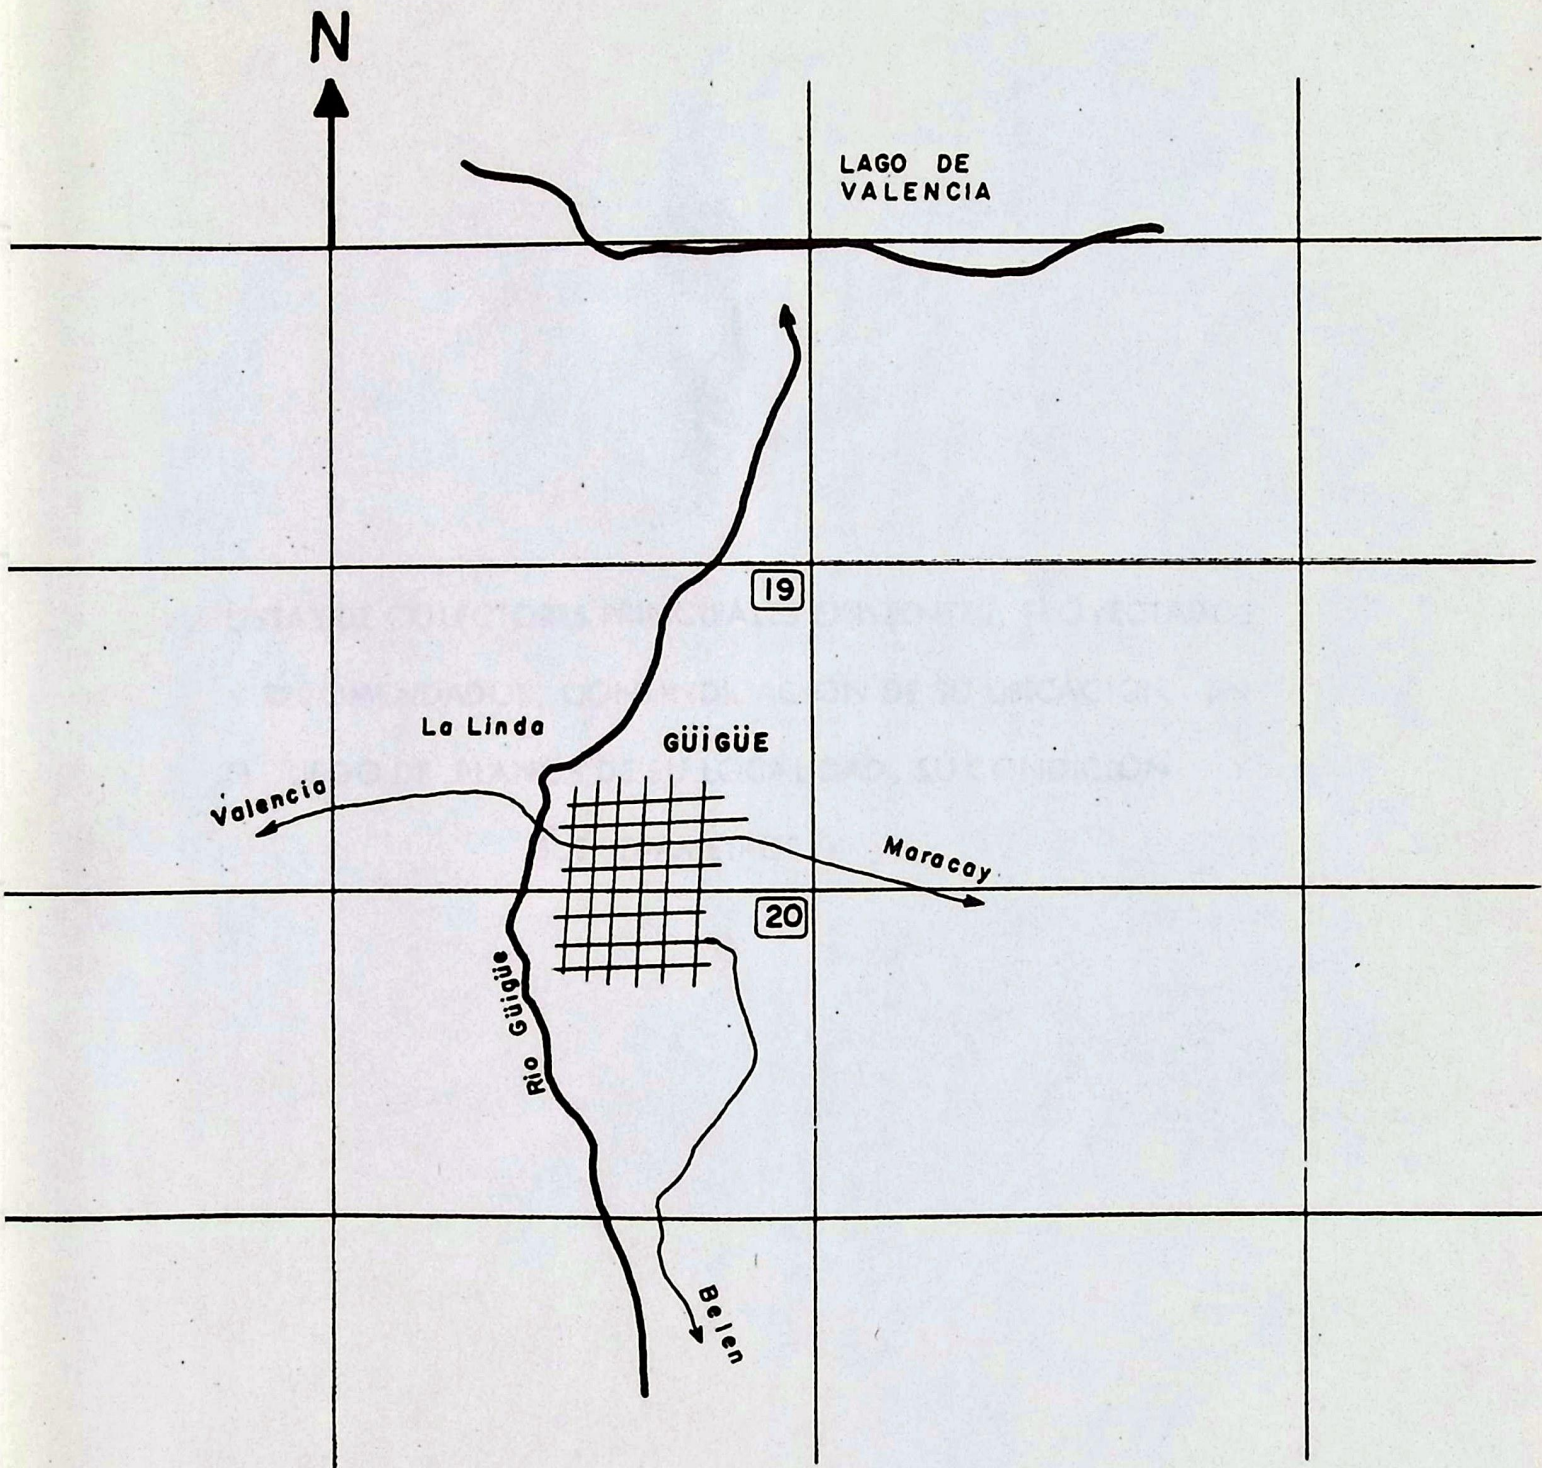 N
LAGO DE
VALENCIA
19
La Linda
GÜIGÜE
Valencia
Maracay
20
Rio Güigüe
Belen